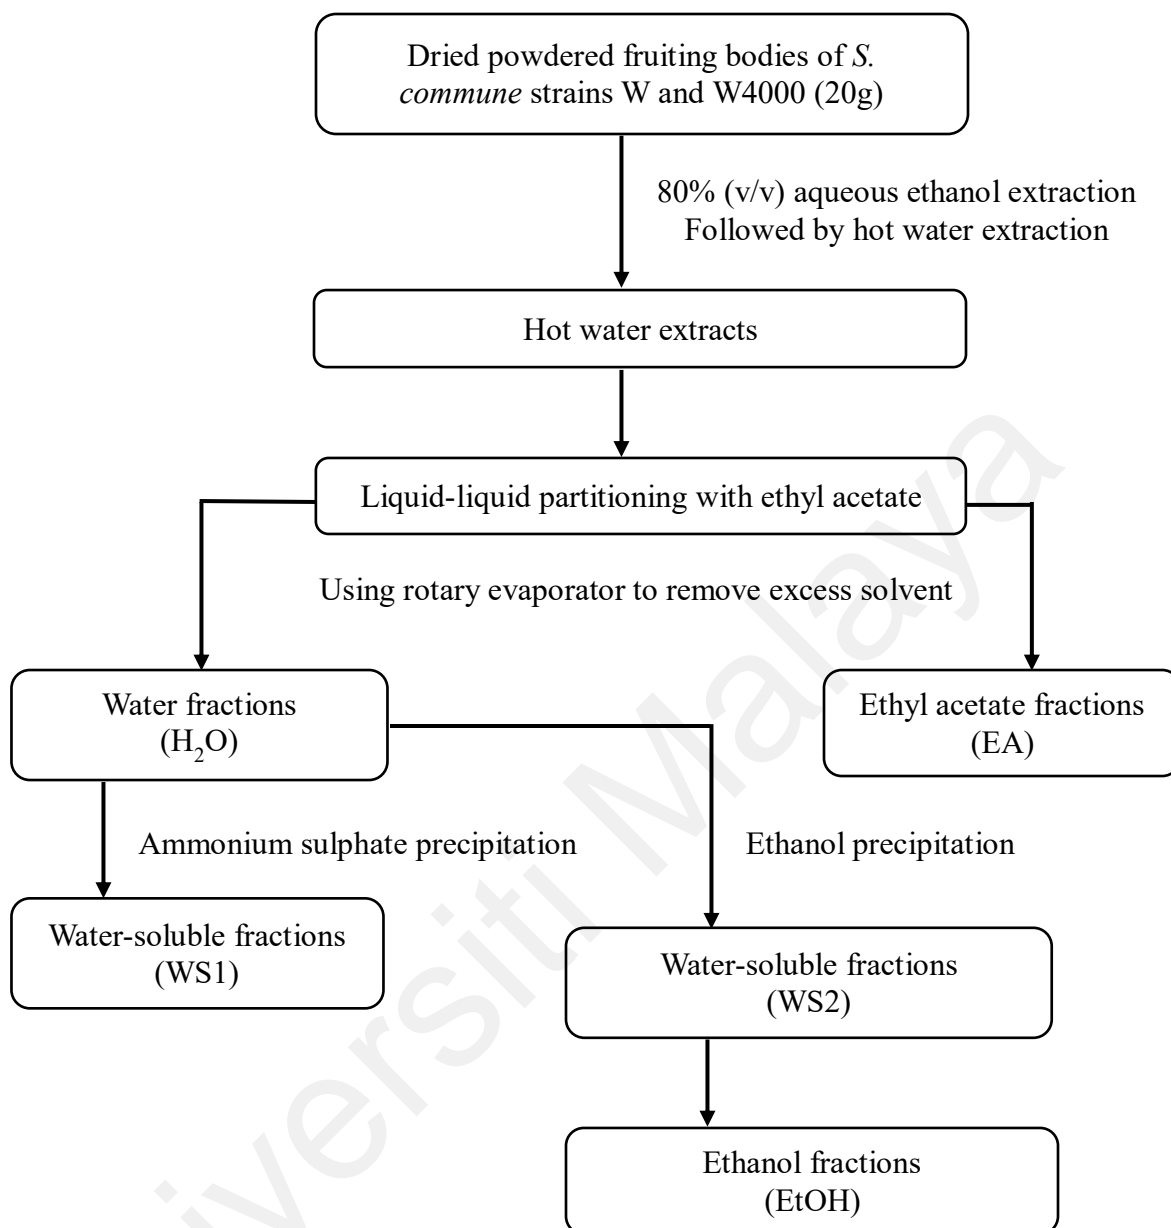 Dried powdered fruiting bodies of S.
commune strains W and W4000 (20g)
80% (v/v) aqueous ethanol extraction
Followed by hot water extraction
Hot water extracts
Liquid-liquid partitioning with ethyl acetate
Using rotary evaporator to remove excess solvent
Water fractions
(H₂O)
Ethyl acetate fractions
(EA)
Ammonium sulphate precipitation
Ethanol precipitation
Water-soluble fractions
(WS1)
Water-soluble fractions
(WS2)
Ethanol fractions
(EtOH)
versiti Malaya